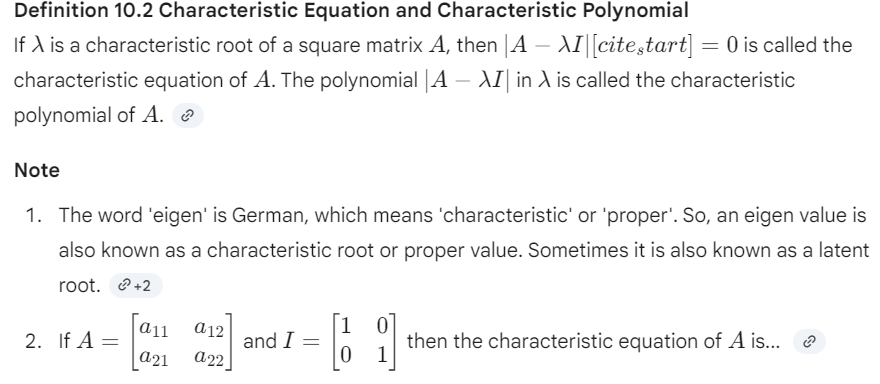 Definition 10.2 Characteristic Equation and Characteristic Polynomial
If λ is a characteristic root of a square matrix A, then |A − λI|[cite_start] = 0 is called the
characteristic equation of A. The polynomial |A − λI| in λ is called the characteristic
polynomial of A.
Note
1. The word 'eigen' is German, which means 'characteristic' or 'proper'. So, an eigen value is
also known as a characteristic root or proper value. Sometimes it is also known as a latent
root. +2
2. If A = [a₁₁ a₁₂; a₂₁ a₂₂] and I = [1 0; 0 1] then the characteristic equation of A is...